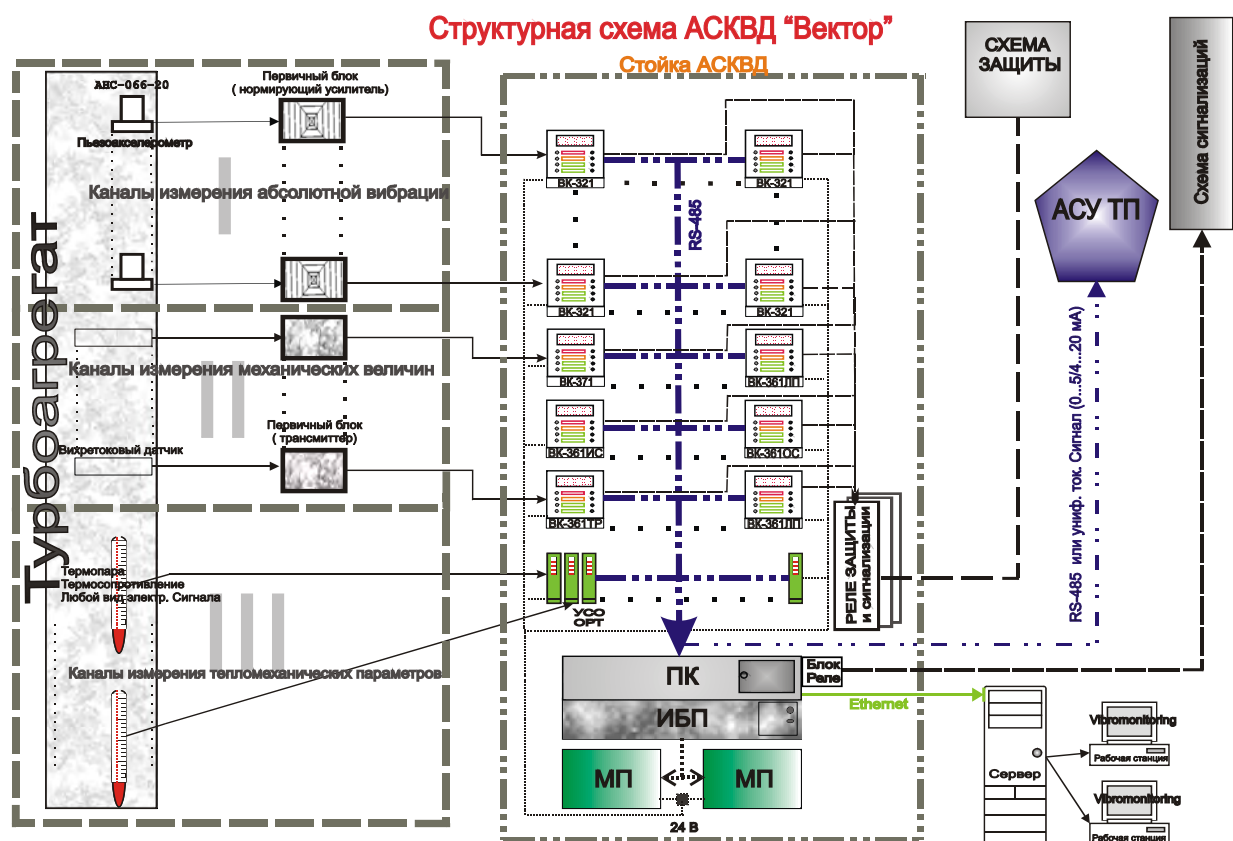 Структурная схема АСКВД “Вектор”
Стойка АСКВД
СХЕМА
ЗАЩИТЫ
Схема сигнализаций
АСУ ТП
Турбоагрегат
АНС-066-20
Первичный блок
( нормирующий усилитель)
Пьезоакселерометр
Каналы измерения абсолютной вибрации
I
ВК-321
ВК-321
RS-485
ВК-321
ВК-321
Каналы измерения механических величин
II
ВК-371
ВК-361ЛП
Первичный блок
( трансмиттер)
Вихретоковый датчик
ВК-361ИС
ВК-361ОС
ВК-361ТР
ВК-361ЛП
РЕЛЕ ЗАЩИТЫ
и сигнализации
RS-485 или униф. ток. Сигнал (0...5/4...20 мА)
Термопара
Термосопротивление
Любой вид электр. Сигнала
III
УСО
ОРТ
Каналы измерения тепломеханических параметров
ПК
Блок
Реле
ИБП
Ethernet
МП
МП
24 В
Сервер
Vibromonitoring
Рабочая станция
Vibromonitoring
Рабочая станция